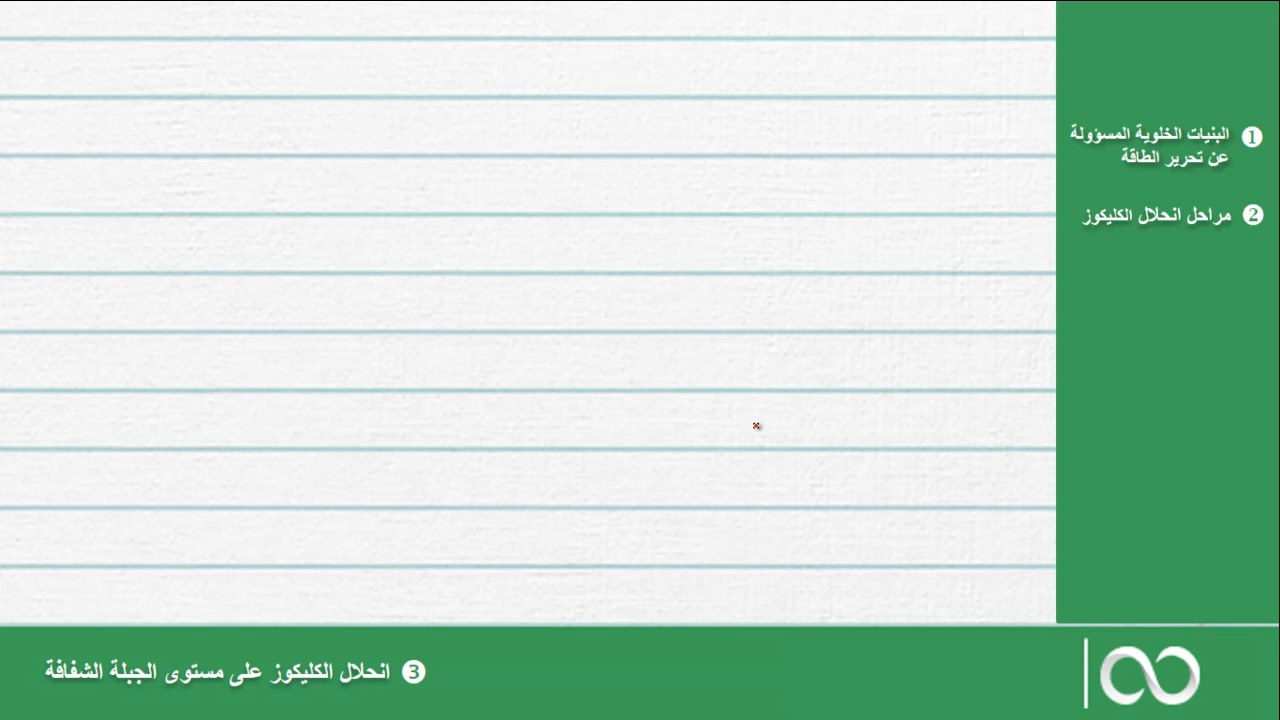 ❶ البنيات الخلوية المسؤولة
عن تحرير الطاقة
❷ مراحل انحلال الكليكوز
❸ انحلال الكليكوز على مستوى الجبلة الشفافة